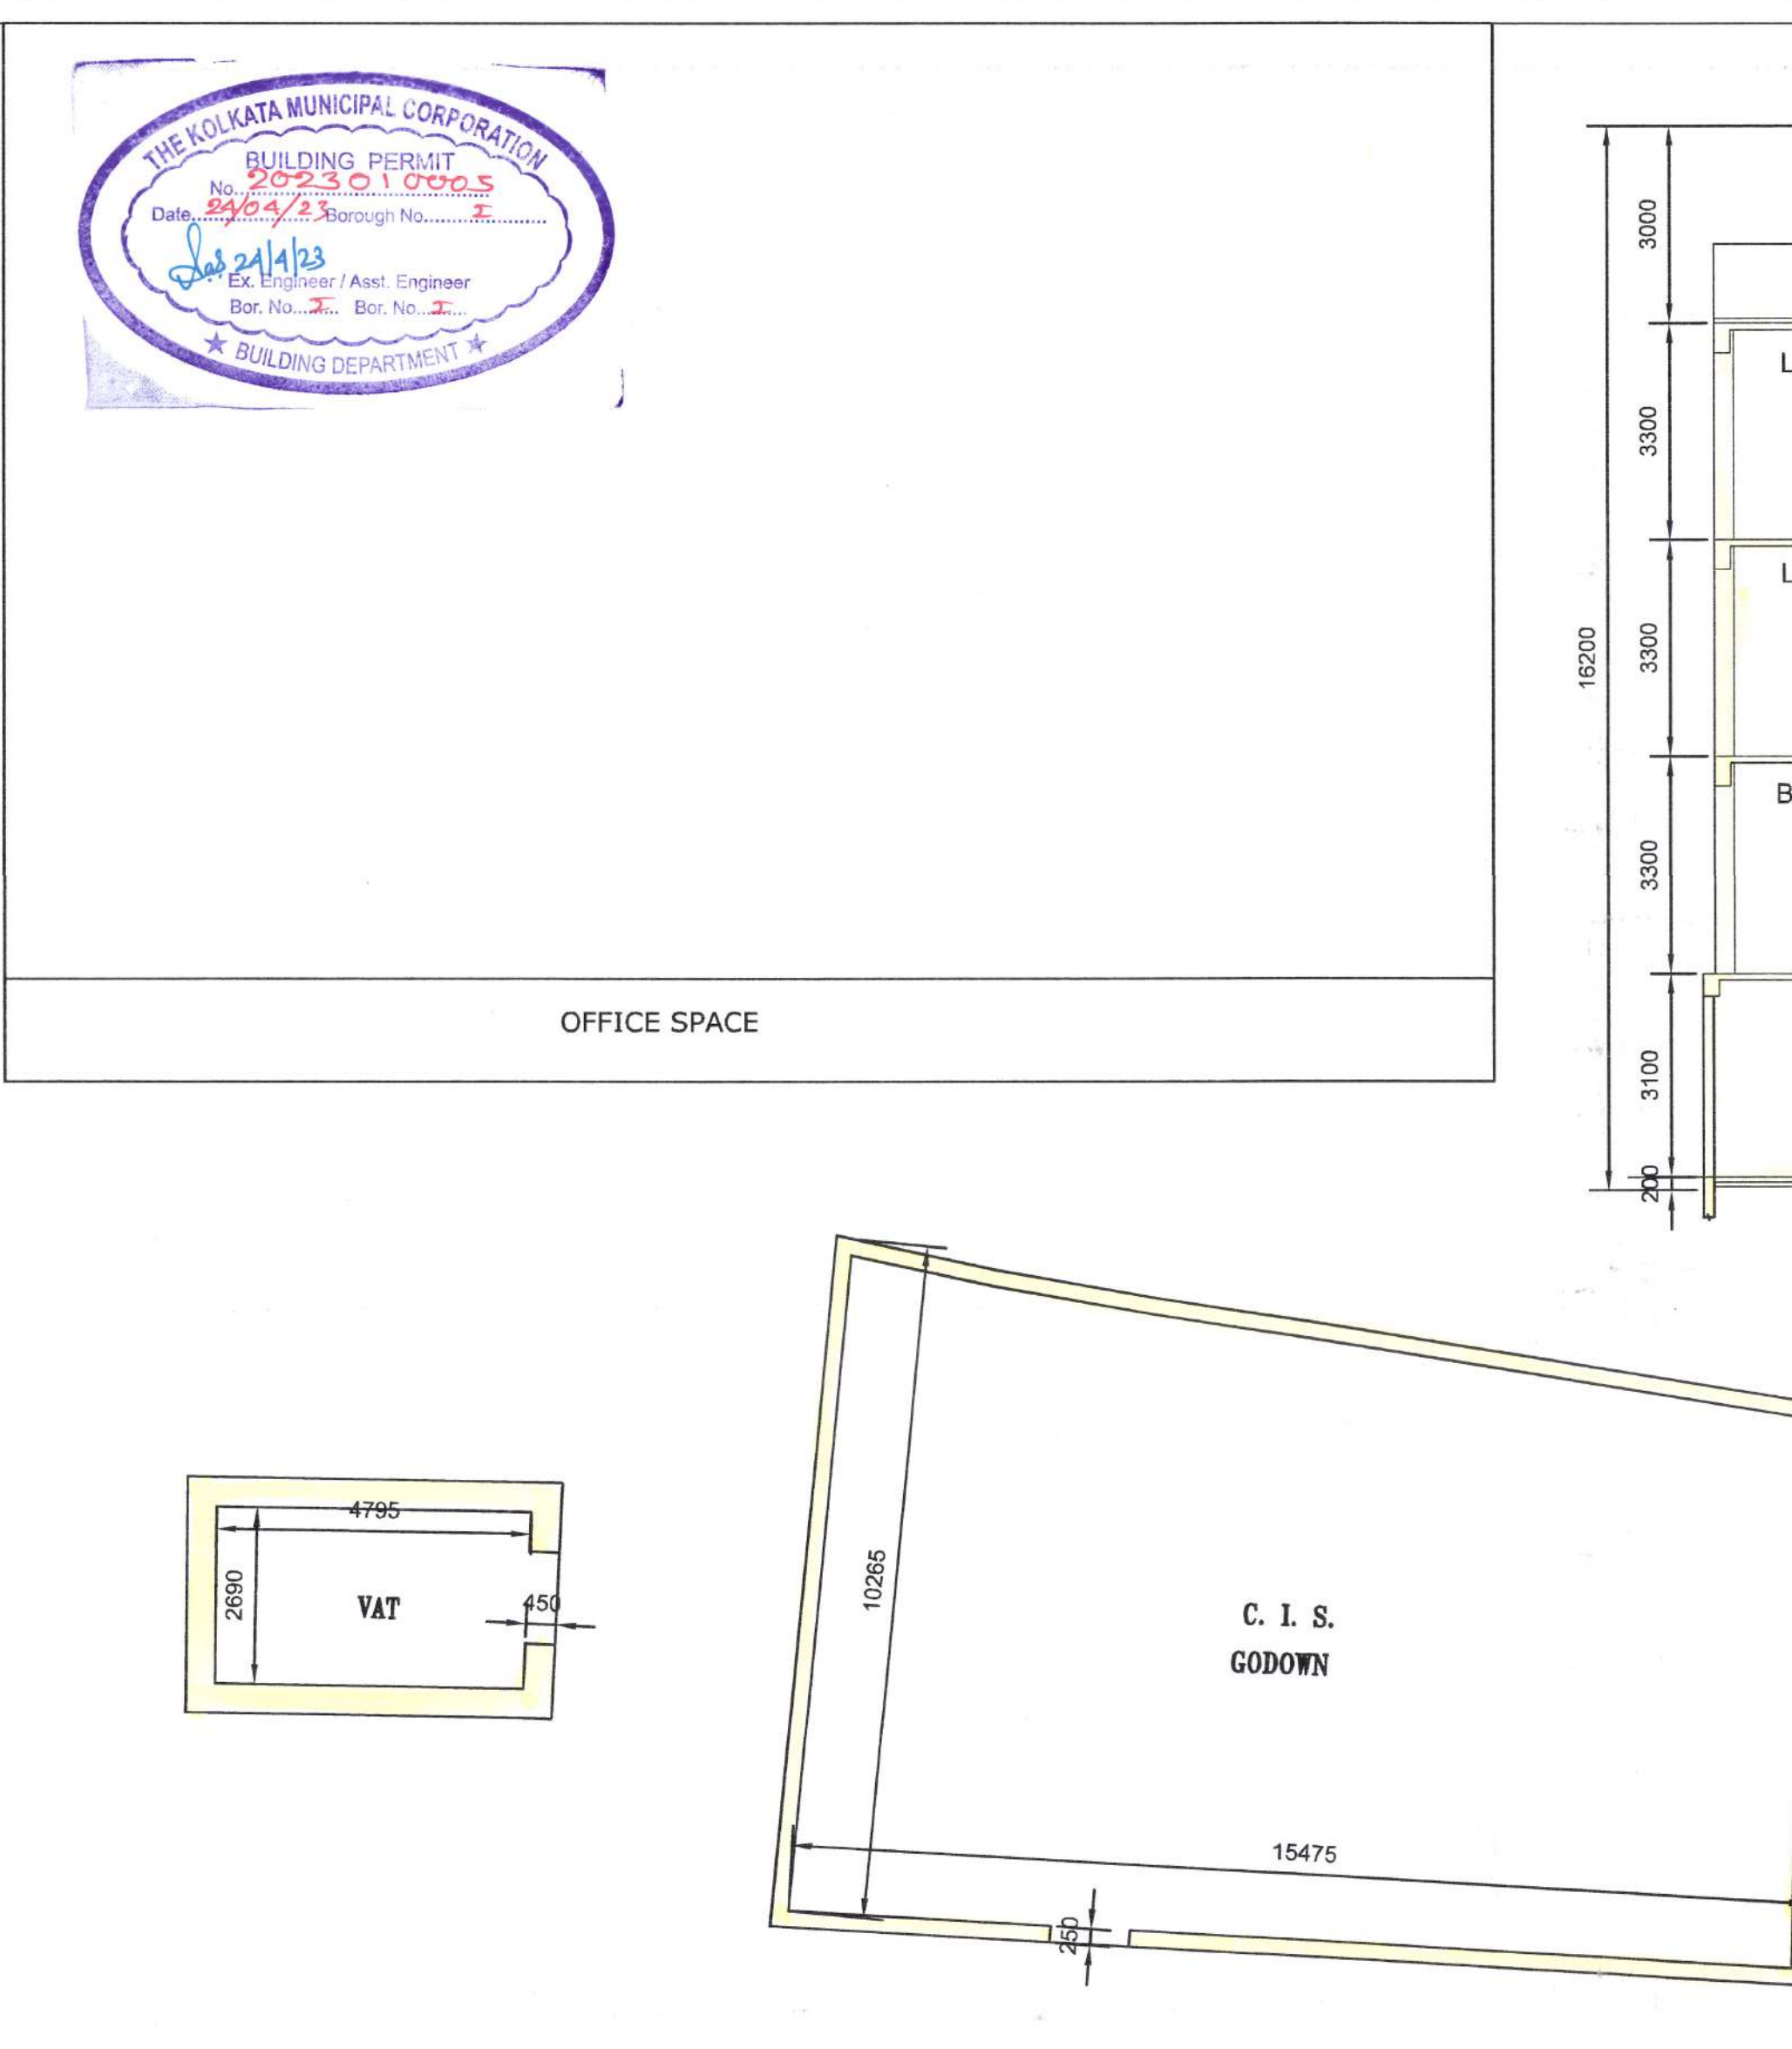 THE KOLKATA MUNICIPAL CORPORATION
BUILDING PERMIT
No. 2023010005
Date 24/04/23 Borough No. I
24/4/23
Ex. Engineer / Asst. Engineer
Bor. No. I Bor. No. I
★ BUILDING DEPARTMENT ★
OFFICE SPACE
16200
3000
3300
3300
3300
3100
200
L
L
B
4795
2690
VAT
450
10265
C. I. S.
GODOWN
15475
250